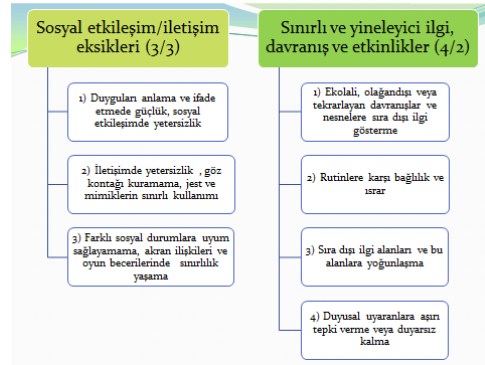 Sosyal etkileşim/iletişim
eksikleri (3/3)
1) Duyguları anlama ve ifade
etmede güçlük, sosyal
etkileşimde yetersizlik
2) İletişimde yetersizlik , göz
kontağı kuramama, jest ve
mimiklerin sınırlı kullanımı
3) Farklı sosyal durumlara uyum
sağlayamama, akran ilişkileri ve
oyun becerilerinde sınırlılık
yaşama
Sınırlı ve yineleyici ilgi,
davranış ve etkinlikler (4/2)
1) Ekolali, olağandışı veya
tekrarlayan davranışlar ve
nesnelere sıra dışı ilgi
gösterme
2) Rutinlere karşı bağlılık ve
ısrar
3) Sıra dışı ilgi alanları ve bu
alanlara yoğunlaşma
4) Duyusal uyaranlara aşırı
tepki verme veya duyarsız
kalma